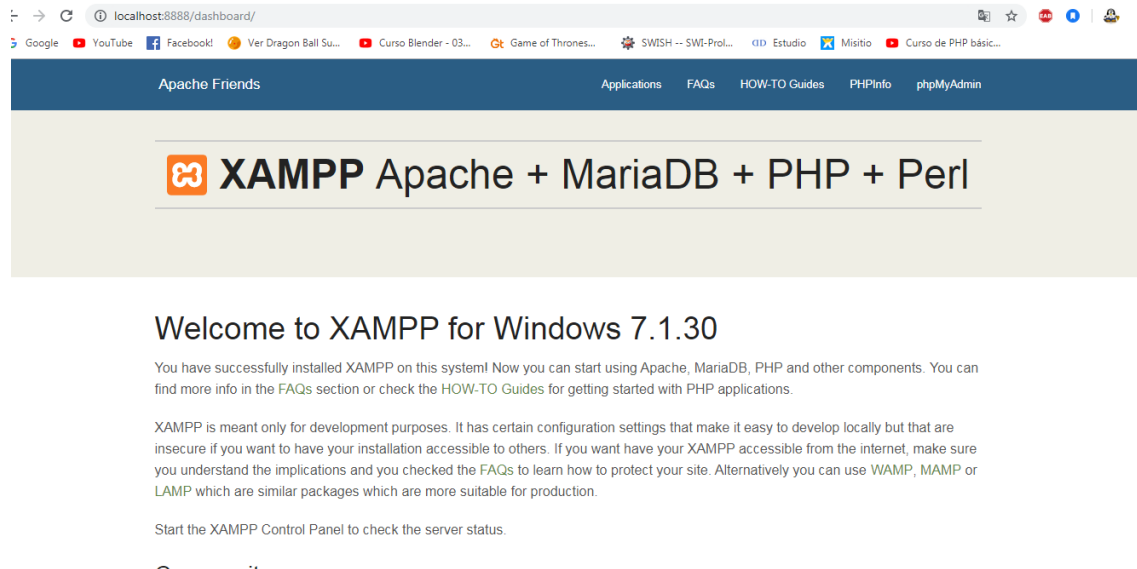 localhost:8888/dashboard/
Google YouTube Facebook! Ver Dragon Ball Su... Curso Blender - 03... Game of Thrones... SWISH -- SWI-Prol... Estudio Misitio Curso de PHP básic...
Apache Friends Applications FAQs HOW-TO Guides PHPInfo phpMyAdmin
XAMPP Apache + MariaDB + PHP + Perl
Welcome to XAMPP for Windows 7.1.30
You have successfully installed XAMPP on this system! Now you can start using Apache, MariaDB, PHP and other components. You can
find more info in the FAQs section or check the HOW-TO Guides for getting started with PHP applications.
XAMPP is meant only for development purposes. It has certain configuration settings that make it easy to develop locally but that are
insecure if you want to have your installation accessible to others. If you want have your XAMPP accessible from the internet, make sure
you understand the implications and you checked the FAQs to learn how to protect your site. Alternatively you can use WAMP, MAMP or
LAMP which are similar packages which are more suitable for production.
Start the XAMPP Control Panel to check the server status.